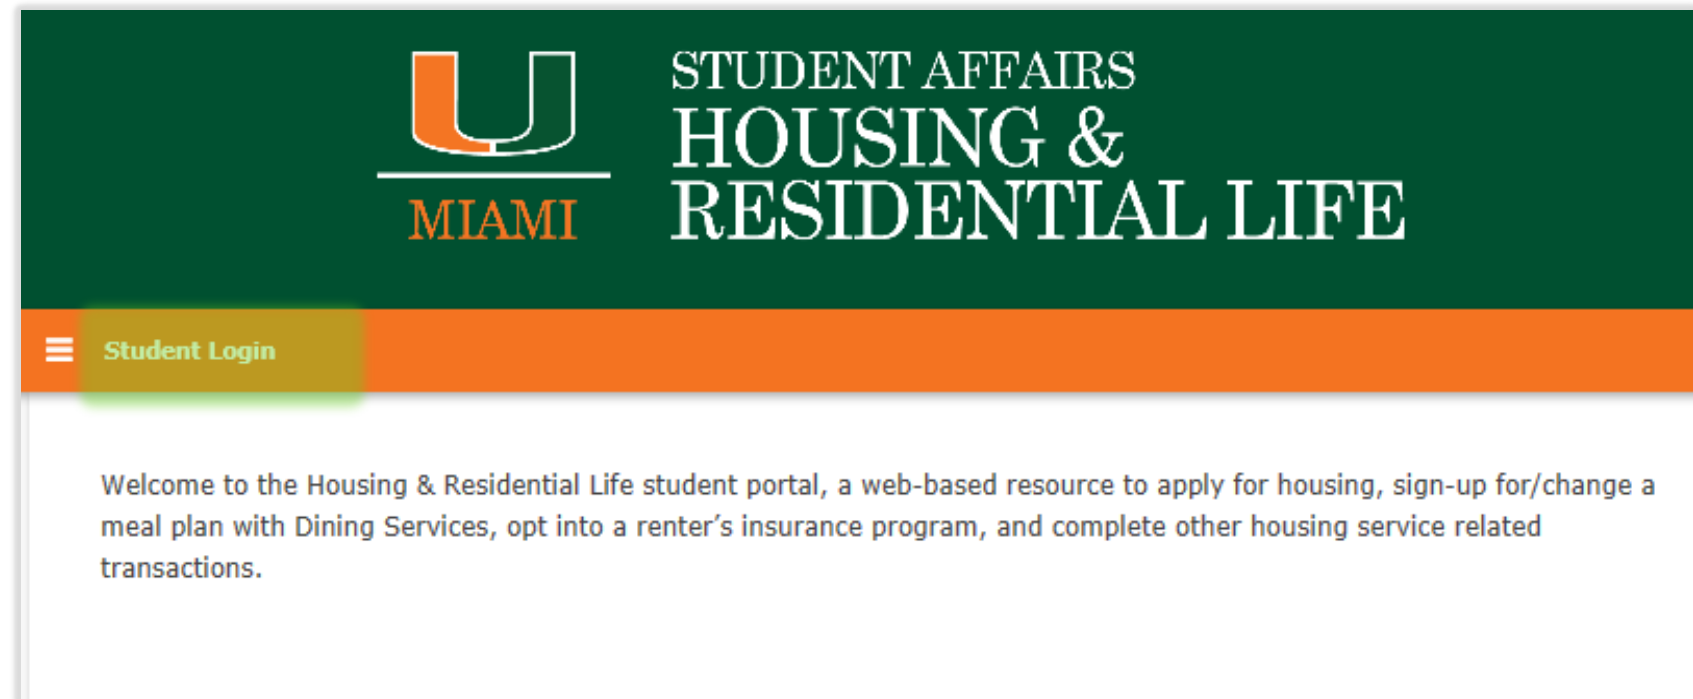 MIAMI
STUDENT AFFAIRS
HOUSING &
RESIDENTIAL LIFE
Student Login
Welcome to the Housing & Residential Life student portal, a web-based resource to apply for housing, sign-up for/change a
meal plan with Dining Services, opt into a renter’s insurance program, and complete other housing service related
transactions.